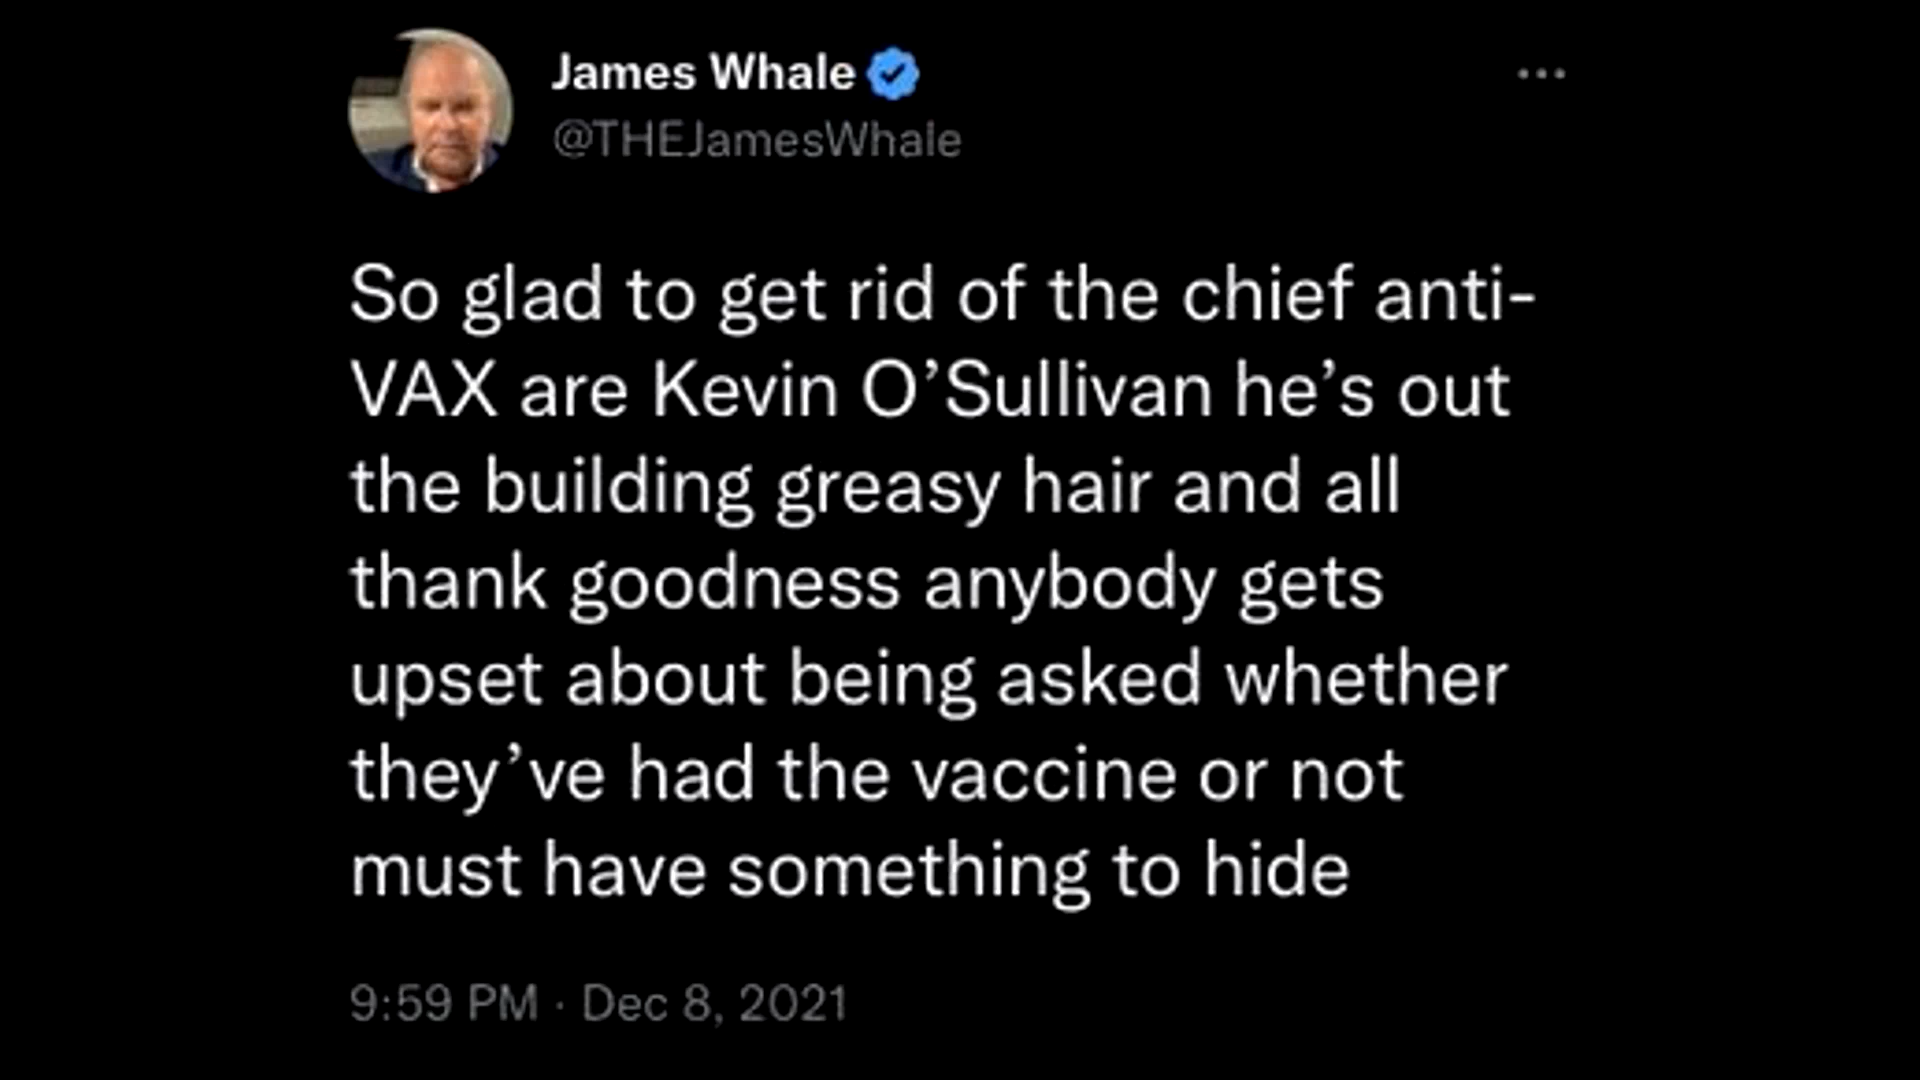 James Whale
@THEJamesWhale
So glad to get rid of the chief anti-
VAX are Kevin O’Sullivan he’s out
the building greasy hair and all
thank goodness anybody gets
upset about being asked whether
they’ve had the vaccine or not
must have something to hide
9:59 PM · Dec 8, 2021